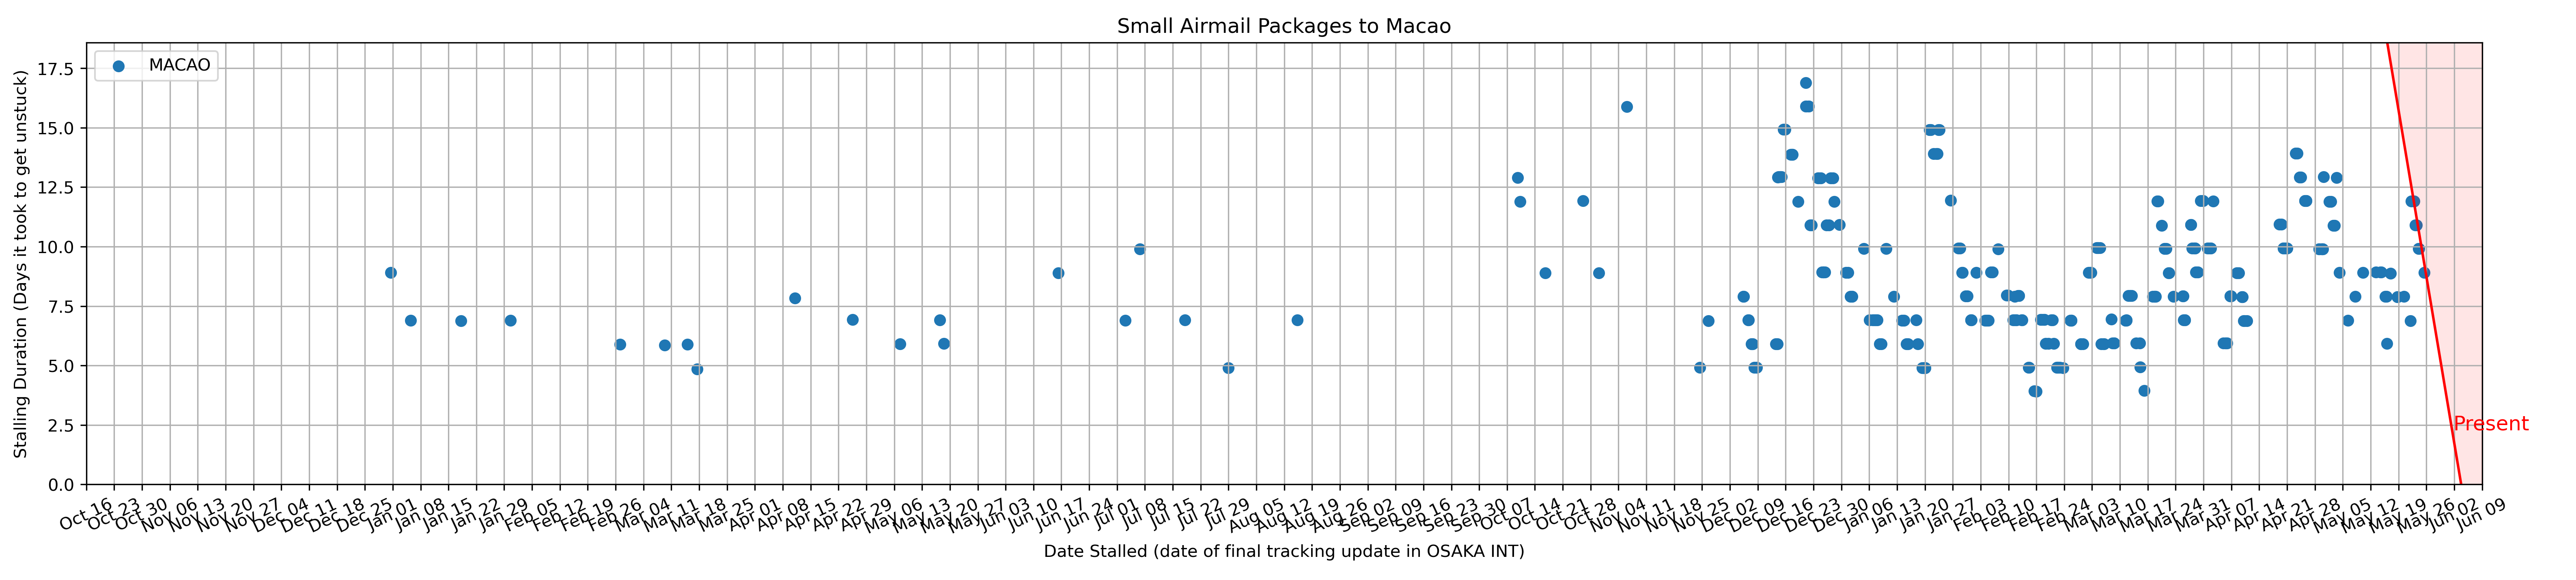 Small Airmail Packages to Macao
MACAO
Stalling Duration (Days it took to get unstuck)
17.5
15.0
12.5
10.0
7.5
5.0
2.5
0.0
Present
Oct 16
Oct 23
Oct 30
Nov 06
Nov 13
Nov 20
Nov 27
Dec 04
Dec 11
Dec 18
Dec 25
Jan 01
Jan 08
Jan 15
Jan 22
Jan 29
Feb 05
Feb 12
Feb 19
Feb 26
Mar 04
Mar 11
Mar 18
Mar 25
Apr 01
Apr 08
Apr 15
Apr 22
Apr 29
May 06
May 13
May 20
May 27
Jun 03
Jun 10
Jun 17
Jun 24
Jul 01
Jul 08
Jul 15
Jul 22
Jul 29
Aug 05
Aug 12
Aug 19
Aug 26
Sep 02
Sep 09
Sep 16
Sep 23
Sep 30
Oct 07
Oct 14
Oct 21
Oct 28
Nov 04
Nov 11
Nov 18
Nov 25
Dec 02
Dec 09
Dec 16
Dec 23
Dec 30
Jan 06
Jan 13
Jan 20
Jan 27
Feb 03
Feb 10
Feb 17
Feb 24
Mar 03
Mar 10
Mar 17
Mar 24
Mar 31
Apr 07
Apr 14
Apr 21
Apr 28
May 05
May 12
May 19
May 26
Jun 02
Jun 09
Date Stalled (date of final tracking update in OSAKA INT)